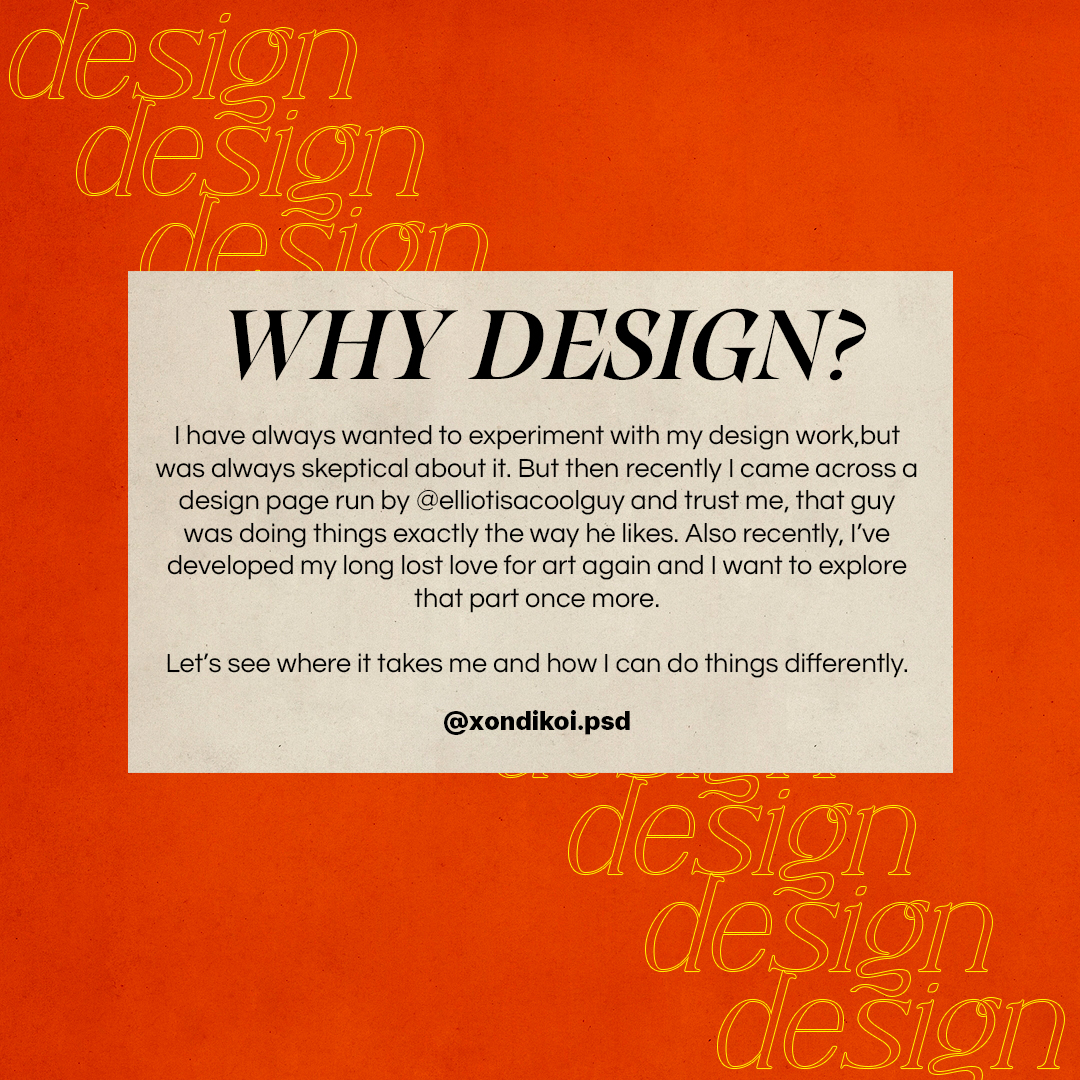 design
design
design
WHY DESIGN?
I have always wanted to experiment with my design work,but
was always skeptical about it. But then recently I came across a
design page run by @elliotisacoolguy and trust me, that guy
was doing things exactly the way he likes. Also recently, I’ve
developed my long lost love for art again and I want to explore
that part once more.
Let’s see where it takes me and how I can do things differently.
@xondikoi.psd
design
design
design
design